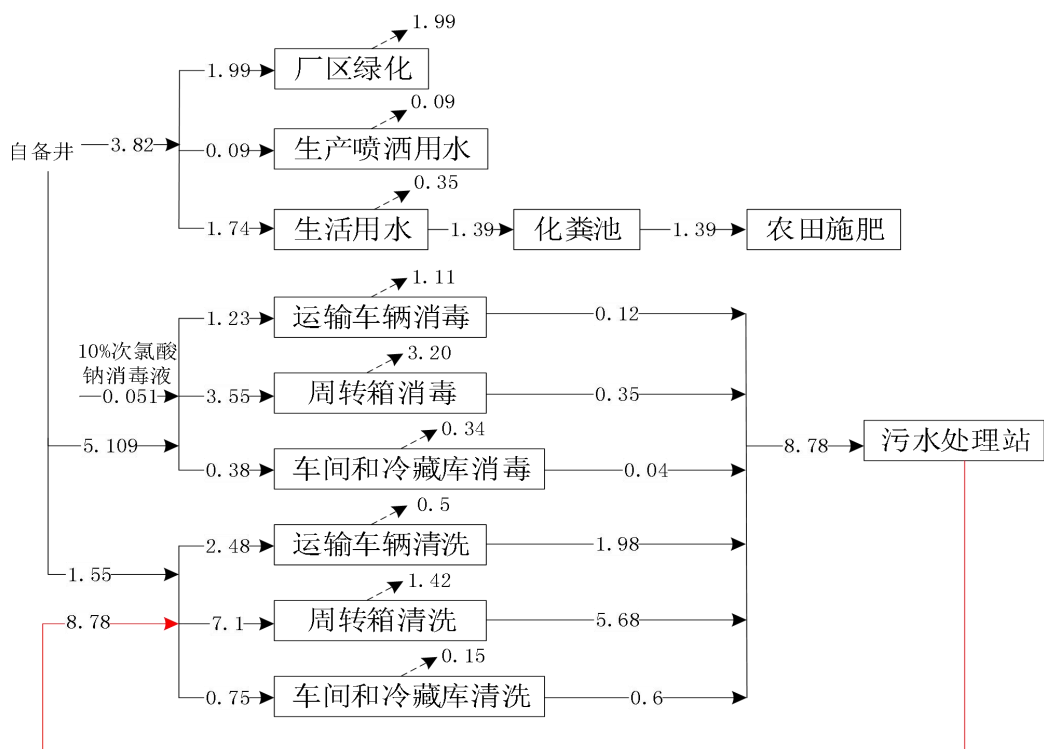 1.99
1.99
厂区绿化
0.09
自备井
3.82
0.09
生产喷洒用水
0.35
1.74
生活用水
1.39
化粪池
1.39
农田施肥
1.11
1.23
运输车辆消毒
0.12
10%次氯酸
钠消毒液
0.051
3.20
3.55
周转箱消毒
0.35
5.109
0.34
0.38
车间和冷藏库消毒
0.04
8.78
污水处理站
0.5
2.48
运输车辆清洗
1.98
1.55
1.42
8.78
7.1
周转箱清洗
5.68
0.15
0.75
车间和冷藏库清洗
0.6